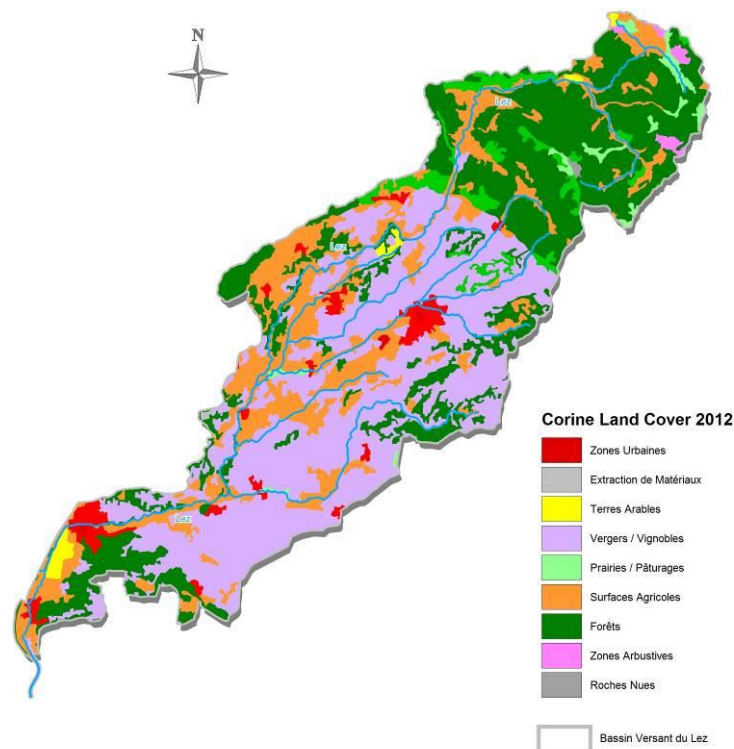 N
Lez
Lez
Lez
Corine Land Cover 2012
Zones Urbaines
Extraction de Matériaux
Terres Arables
Vergers / Vignobles
Prairies / Pâturages
Surfaces Agricoles
Forêts
Zones Arbustives
Roches Nues
Bassin Versant du Lez